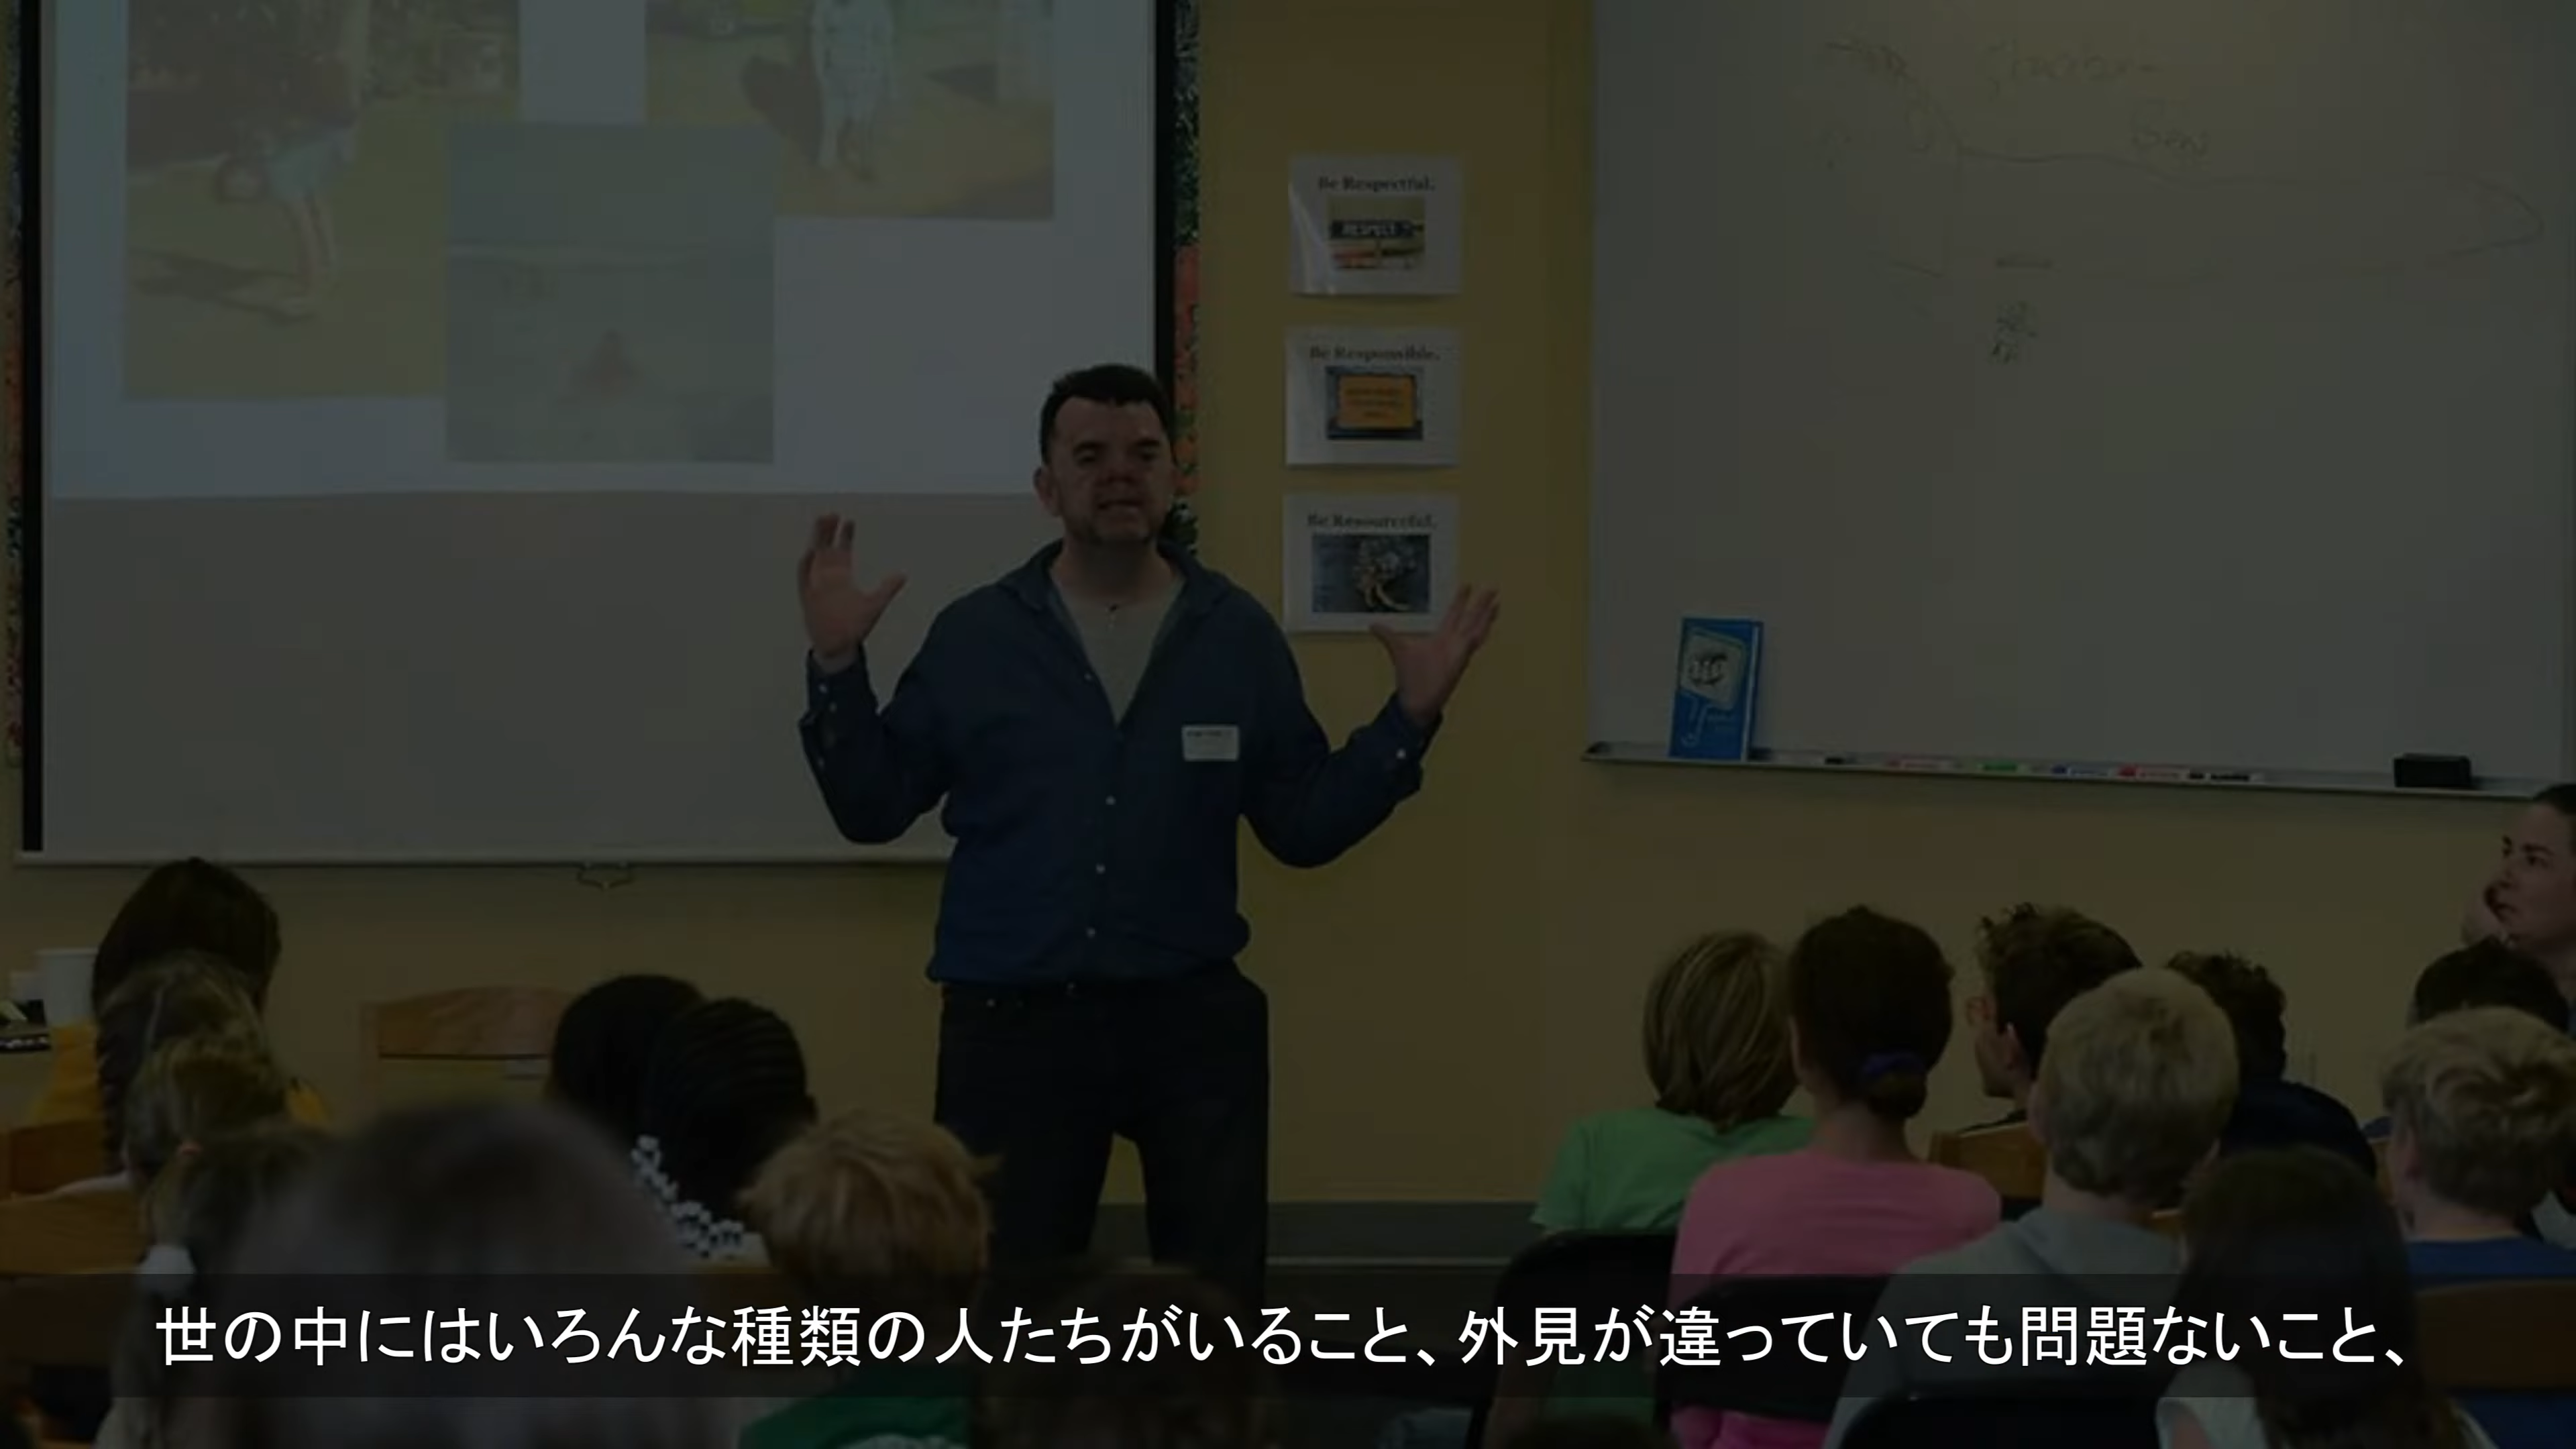 Be Respectful.
RESPECT
Be Responsible.
Be Resourceful.
Ben
世の中にはいろんな種類の人たちがいること、外見が違っていても問題ないこと、